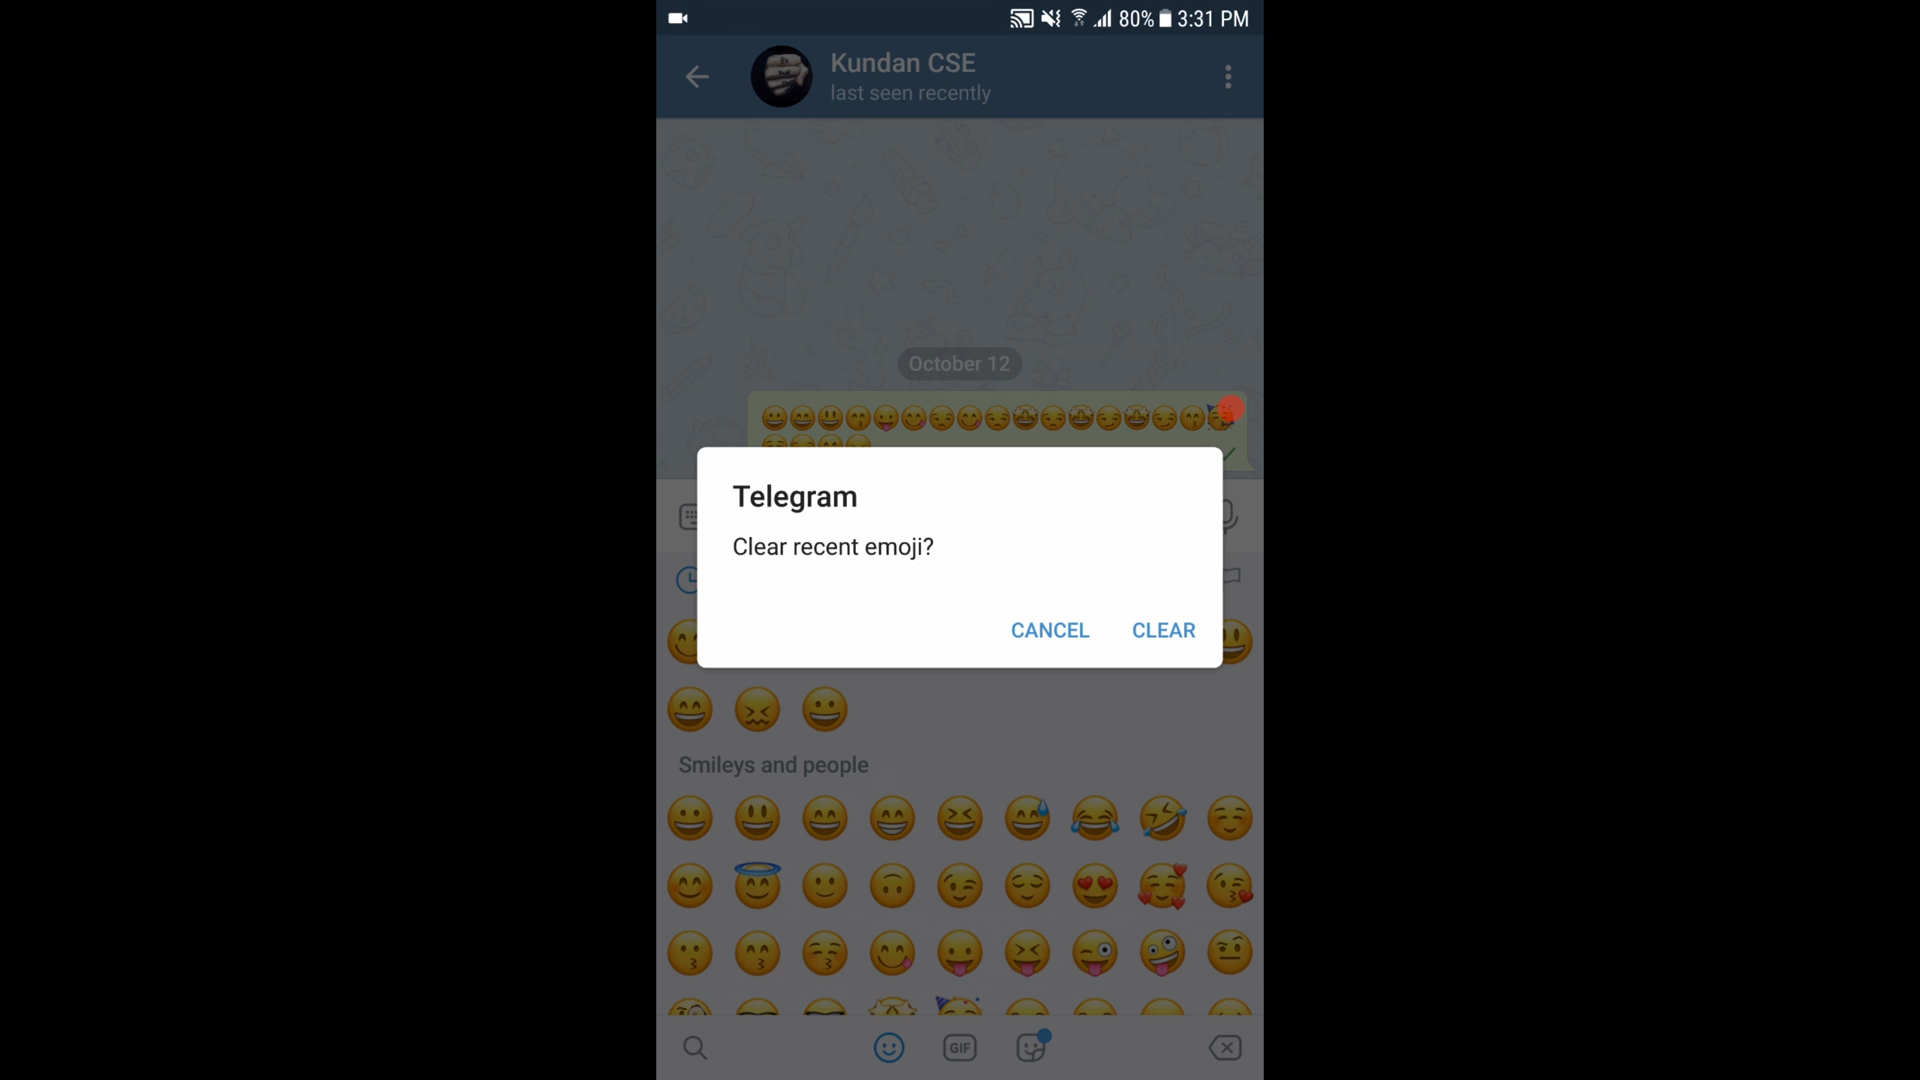 80% 3:31 PM
Kundan CSE
last seen recently
October 12
Telegram
Clear recent emoji?
CANCEL CLEAR
Smileys and people
GIF